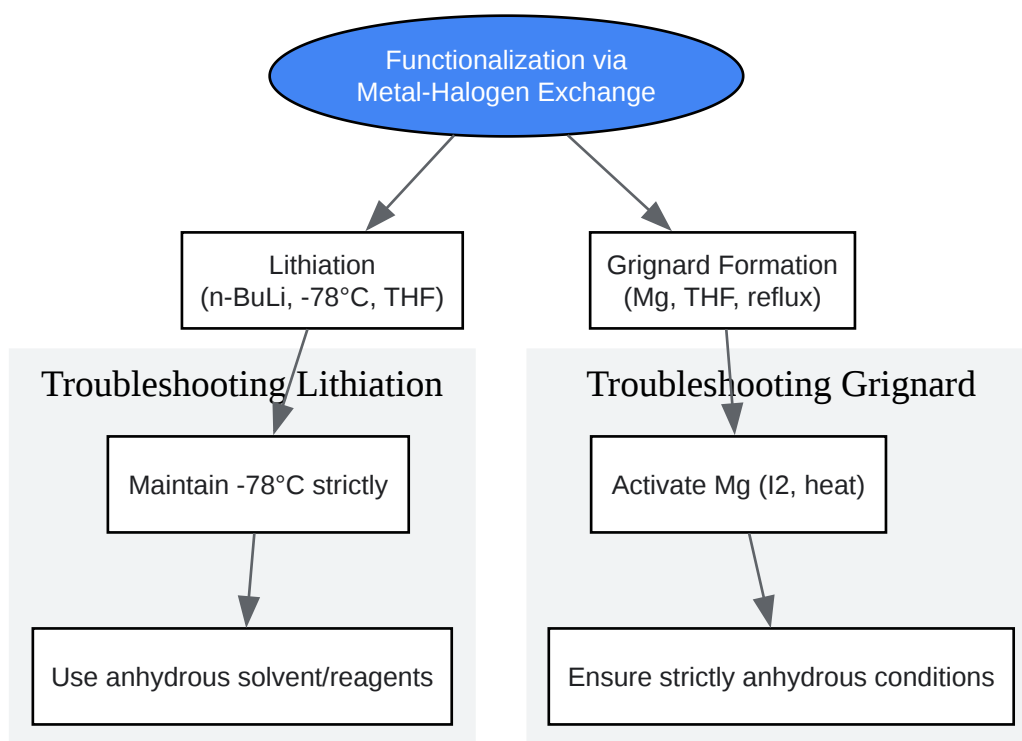 Functionalization via
Metal-Halogen Exchange
Lithiation
(n-BuLi, -78°C, THF)
Grignard Formation
(Mg, THF, reflux)
Troubleshooting Lithiation
Troubleshooting Grignard
Maintain -78°C strictly
Activate Mg (I2, heat)
Use anhydrous solvent/reagents
Ensure strictly anhydrous conditions